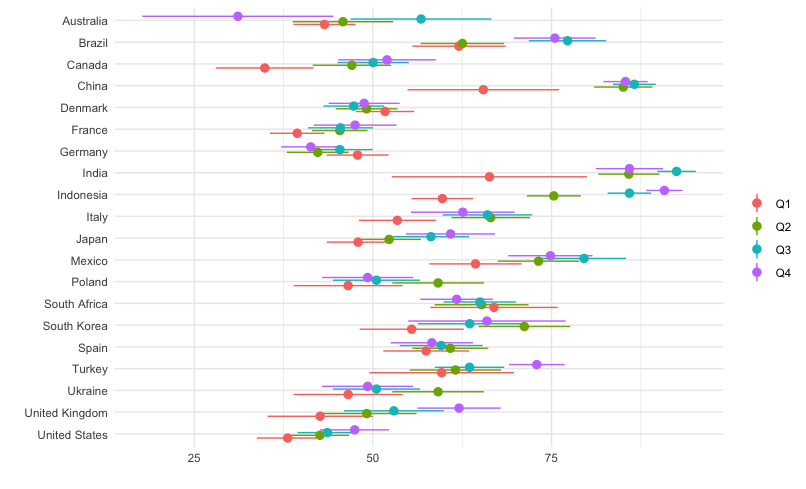 Australia
Brazil
Canada
China
Denmark
France
Germany
India
Indonesia
Italy
Japan
Mexico
Poland
South Africa
South Korea
Spain
Turkey
Ukraine
United Kingdom
United States
25 50 75
Q1
Q2
Q3
Q4